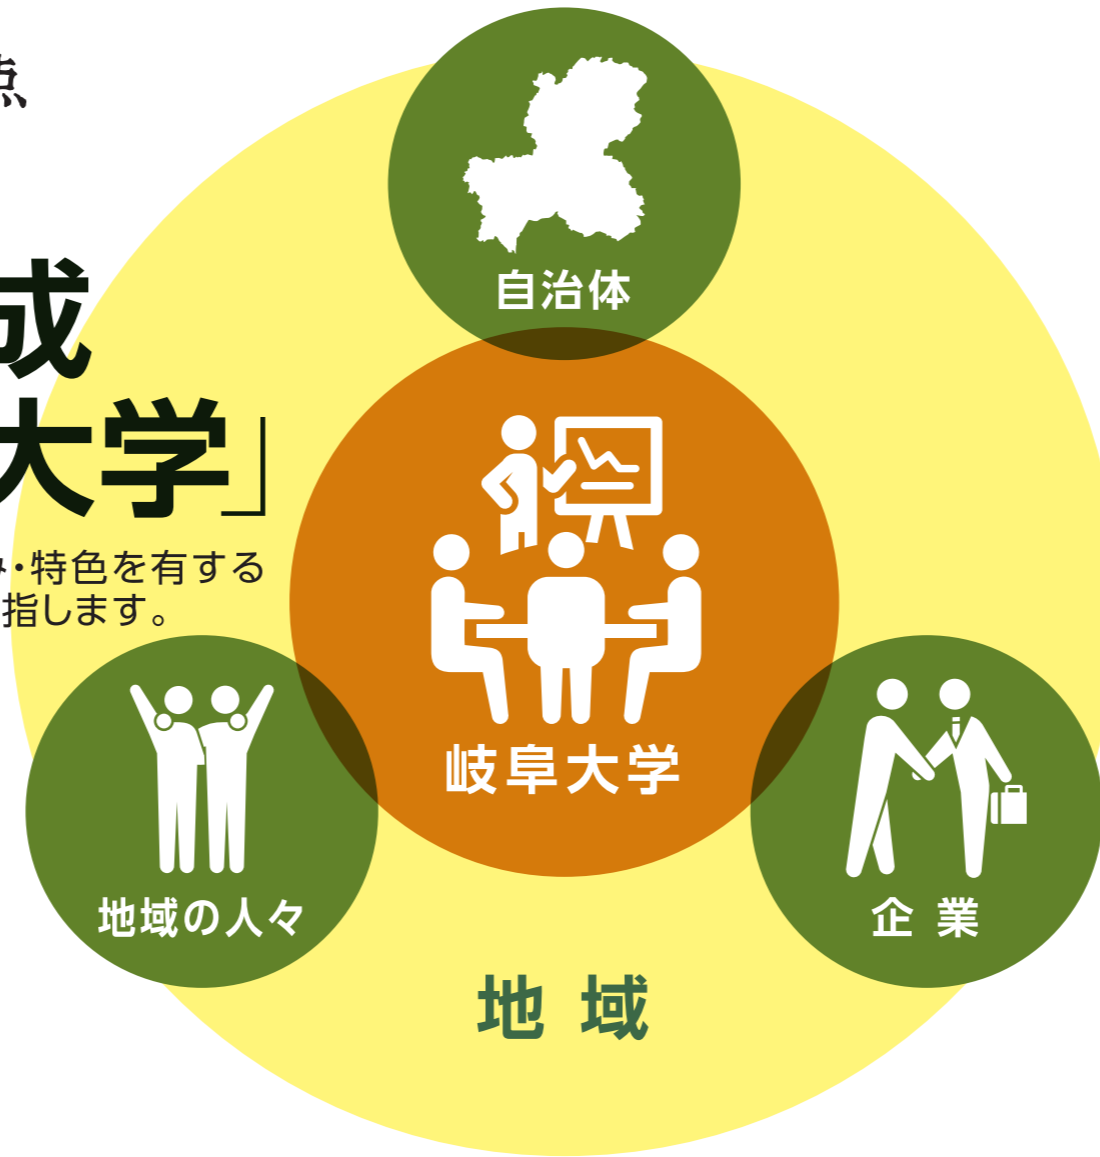 点
成
大学」
・特色を有する
指します。
自治体
岐阜大学
地域の人々
企業
地域